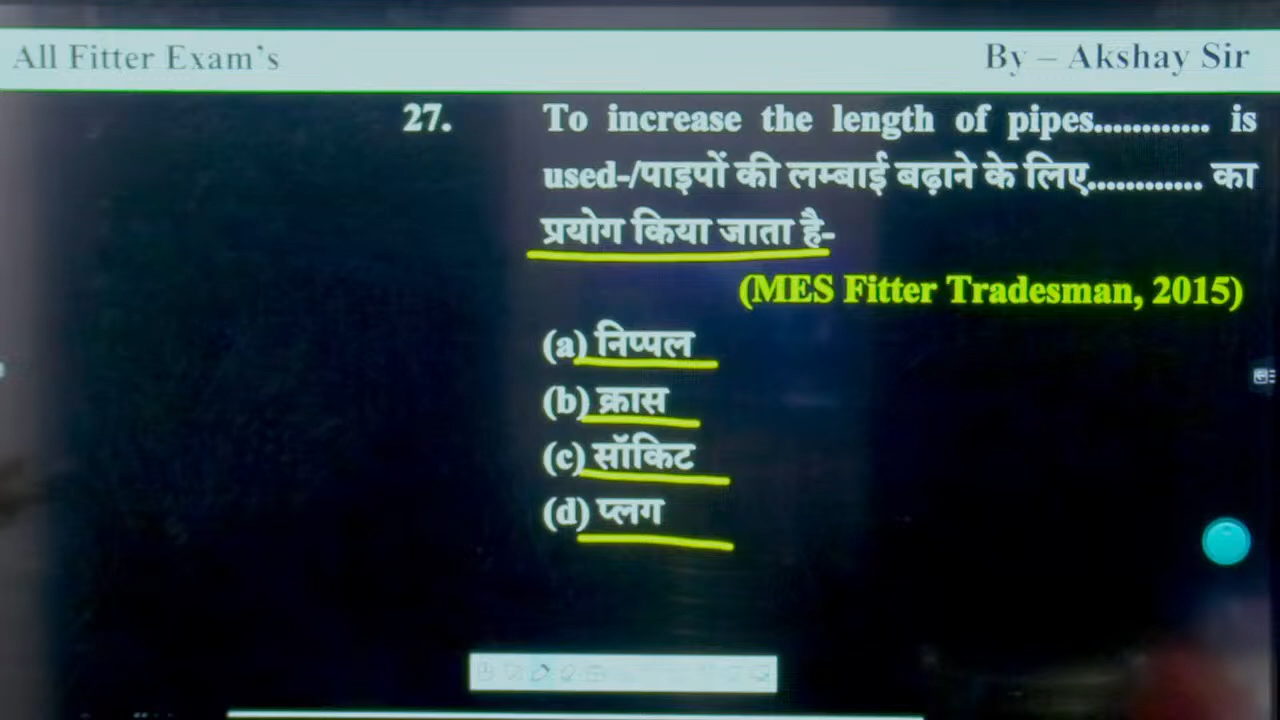 All Fitter Exam's
By – Akshay Sir
27. To increase the length of pipes............ is
used-/पाइपों की लम्बाई बढ़ाने के लिए............ का
प्रयोग किया जाता है-
(MES Fitter Tradesman, 2015)
(a) निप्पल
(b) क्रास
(c) सॉकिट
(d) प्लग